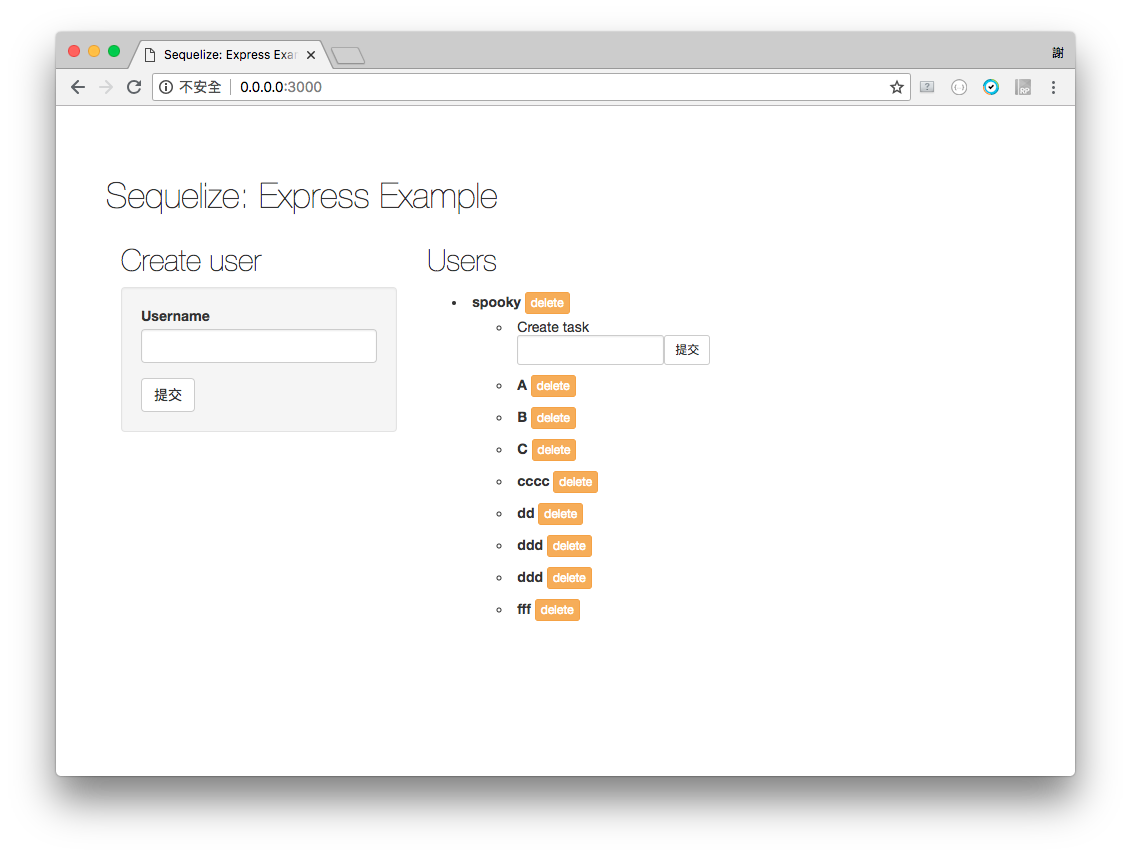 Sequelize: Express Exar
謝
不安全 0.0.0.0:3000
RP
Sequelize: Express Example
Create user
Username
提交
Users
spooky delete
Create task
提交
A delete
B delete
C delete
cccc delete
dd delete
ddd delete
ddd delete
fff delete